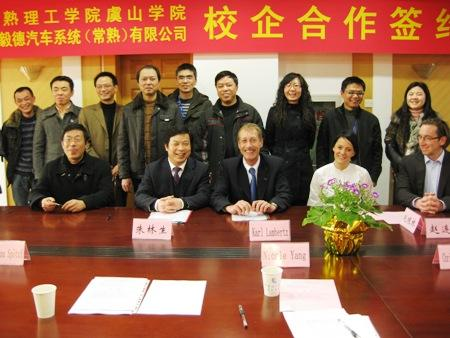 熟理工学院虞山学院
毅德汽车系统（常熟）有限公司
校企合作签约
朱林生
Karl Lambertz
Nicole Yang